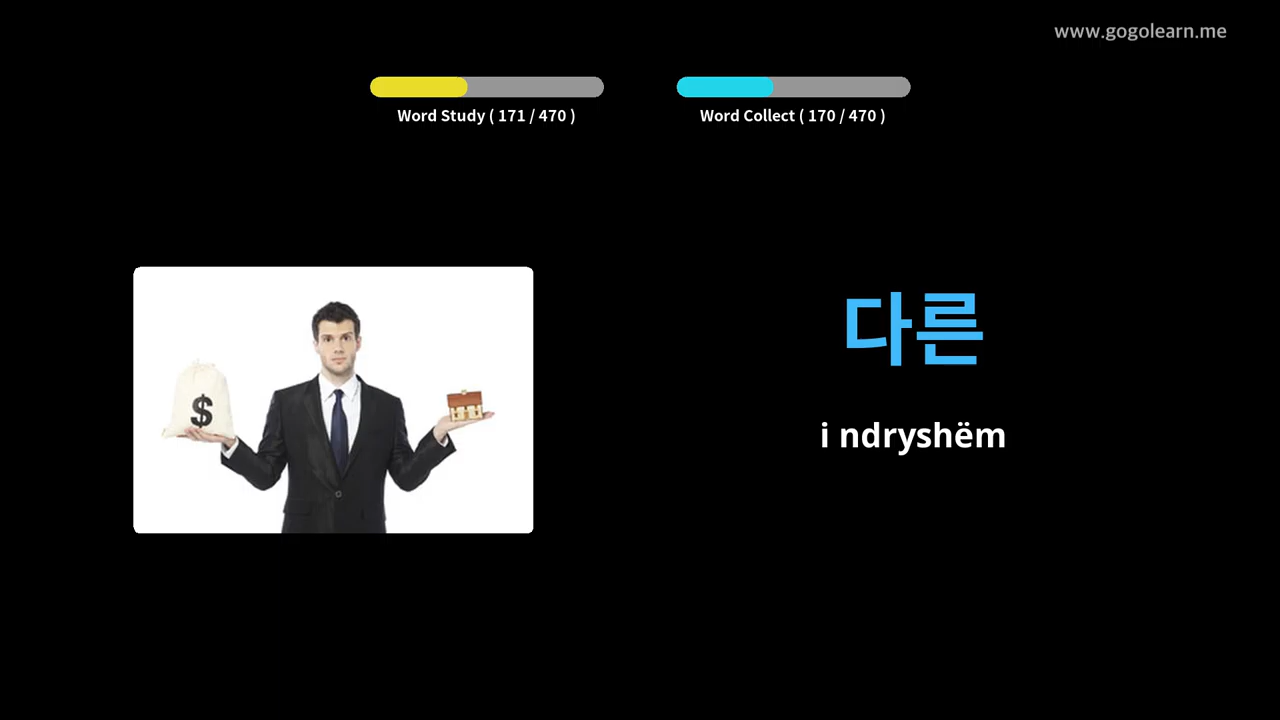 www.gogolearn.me
Word Study ( 171 / 470 )
Word Collect ( 170 / 470 )
$
다른
i ndryshëm